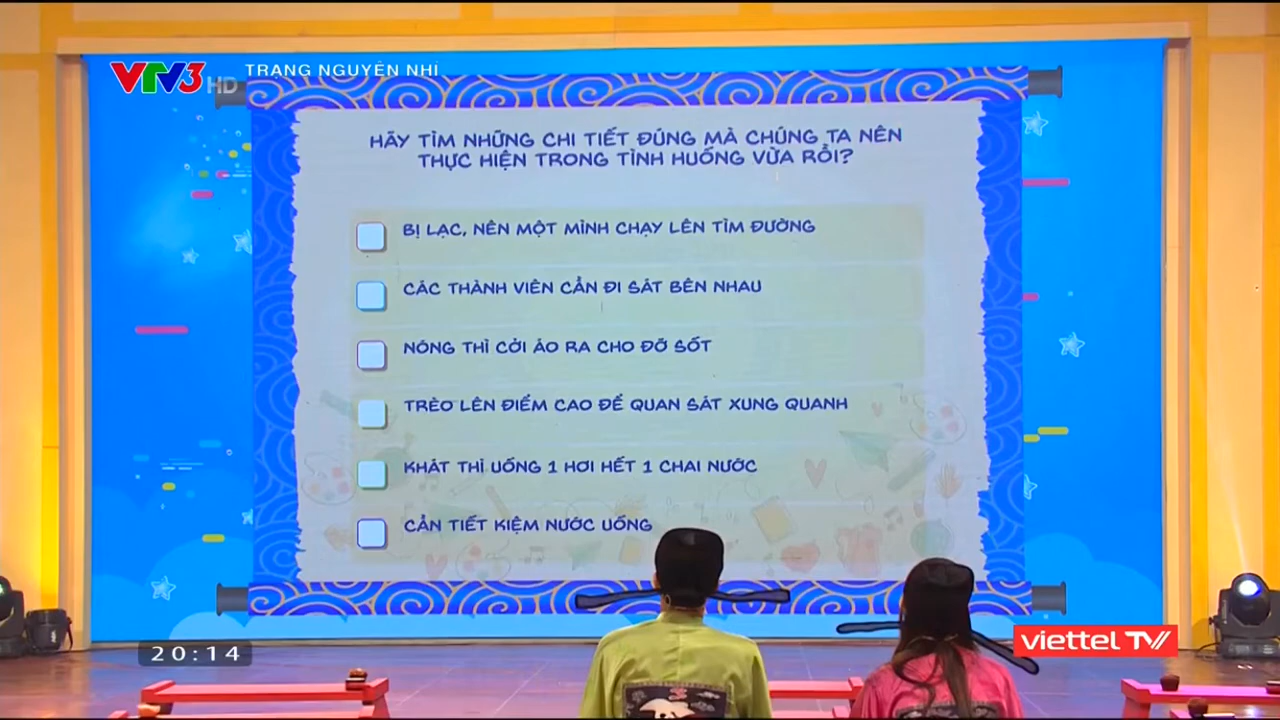 VTV3 HD
TRẠNG NGUYÊN NHÍ
HÃY TÌM NHỮNG CHI TIẾT ĐÚNG MÀ CHÚNG TA NÊN
THỰC HIỆN TRONG TÌNH HUỐNG VỪA RỒI?
BỊ LẠC, NÊN MỘT MÌNH CHẠY LÊN TÌM ĐƯỜNG
CÁC THÀNH VIÊN CẦN ĐI SÁT BÊN NHAU
NÓNG THÌ CỞI ÁO RA CHO ĐỠ SỐT
TRÈO LÊN ĐIỂM CAO ĐỂ QUAN SÁT XUNG QUANH
KHÁT THÌ UỐNG 1 HƠI HẾT 1 CHAI NƯỚC
CẦN TIẾT KIỆM NƯỚC UỐNG
viettel TV
20:14